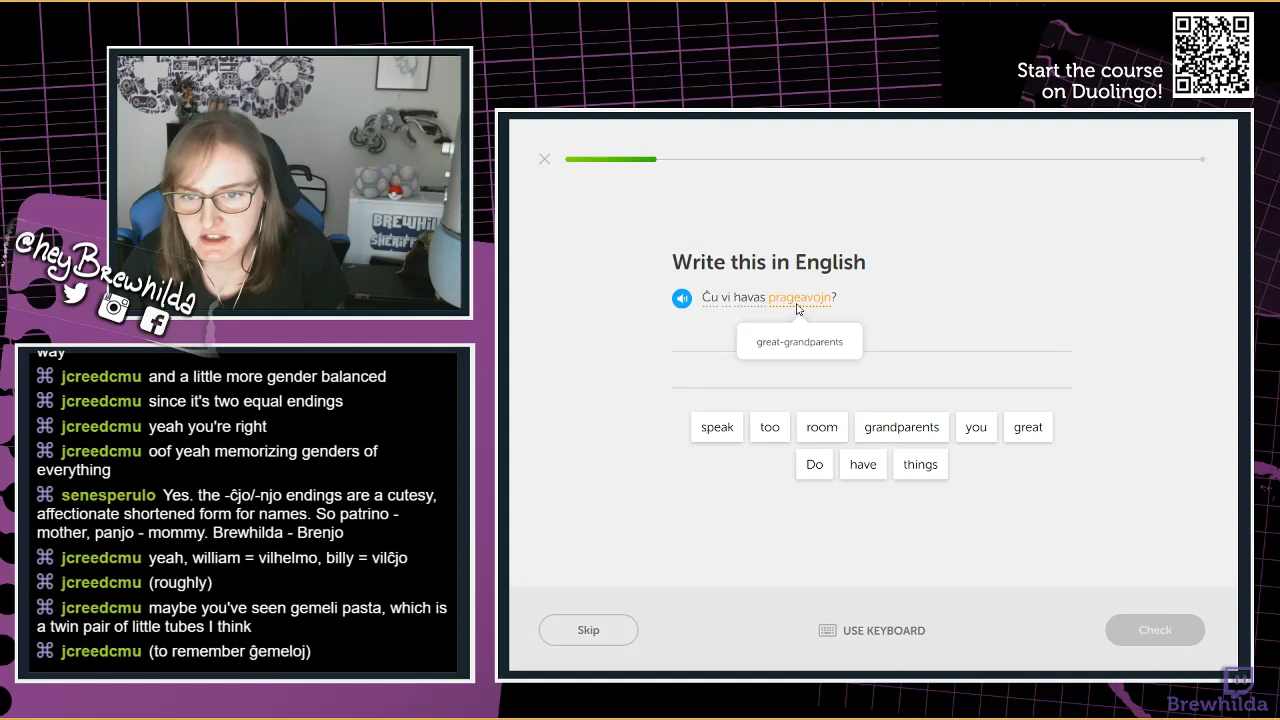 Start the course
on Duolingo!
@heyBrewhilda
BREWHIL
SHERIFF
way
jcreedcmu and a little more gender balanced
jcreedcmu since it's two equal endings
jcreedcmu yeah you're right
jcreedcmu oof yeah memorizing genders of
everything
senesperulo Yes. the -ĉjo/-njo endings are a cutesy,
affectionate shortened form for names. So patrino -
mother, panjo - mommy. Brewhilda - Brenjo
jcreedcmu yeah, william = vilhelmo, billy = vilĉjo
jcreedcmu (roughly)
jcreedcmu maybe you've seen gemeli pasta, which is
a twin pair of little tubes I think
jcreedcmu (to remember ĝemeloj)
Write this in English
Ĉu vi havas prageavojn?
great-grandparents
speak too room grandparents you great
Do have things
Skip
USE KEYBOARD
Check
Brewhilda